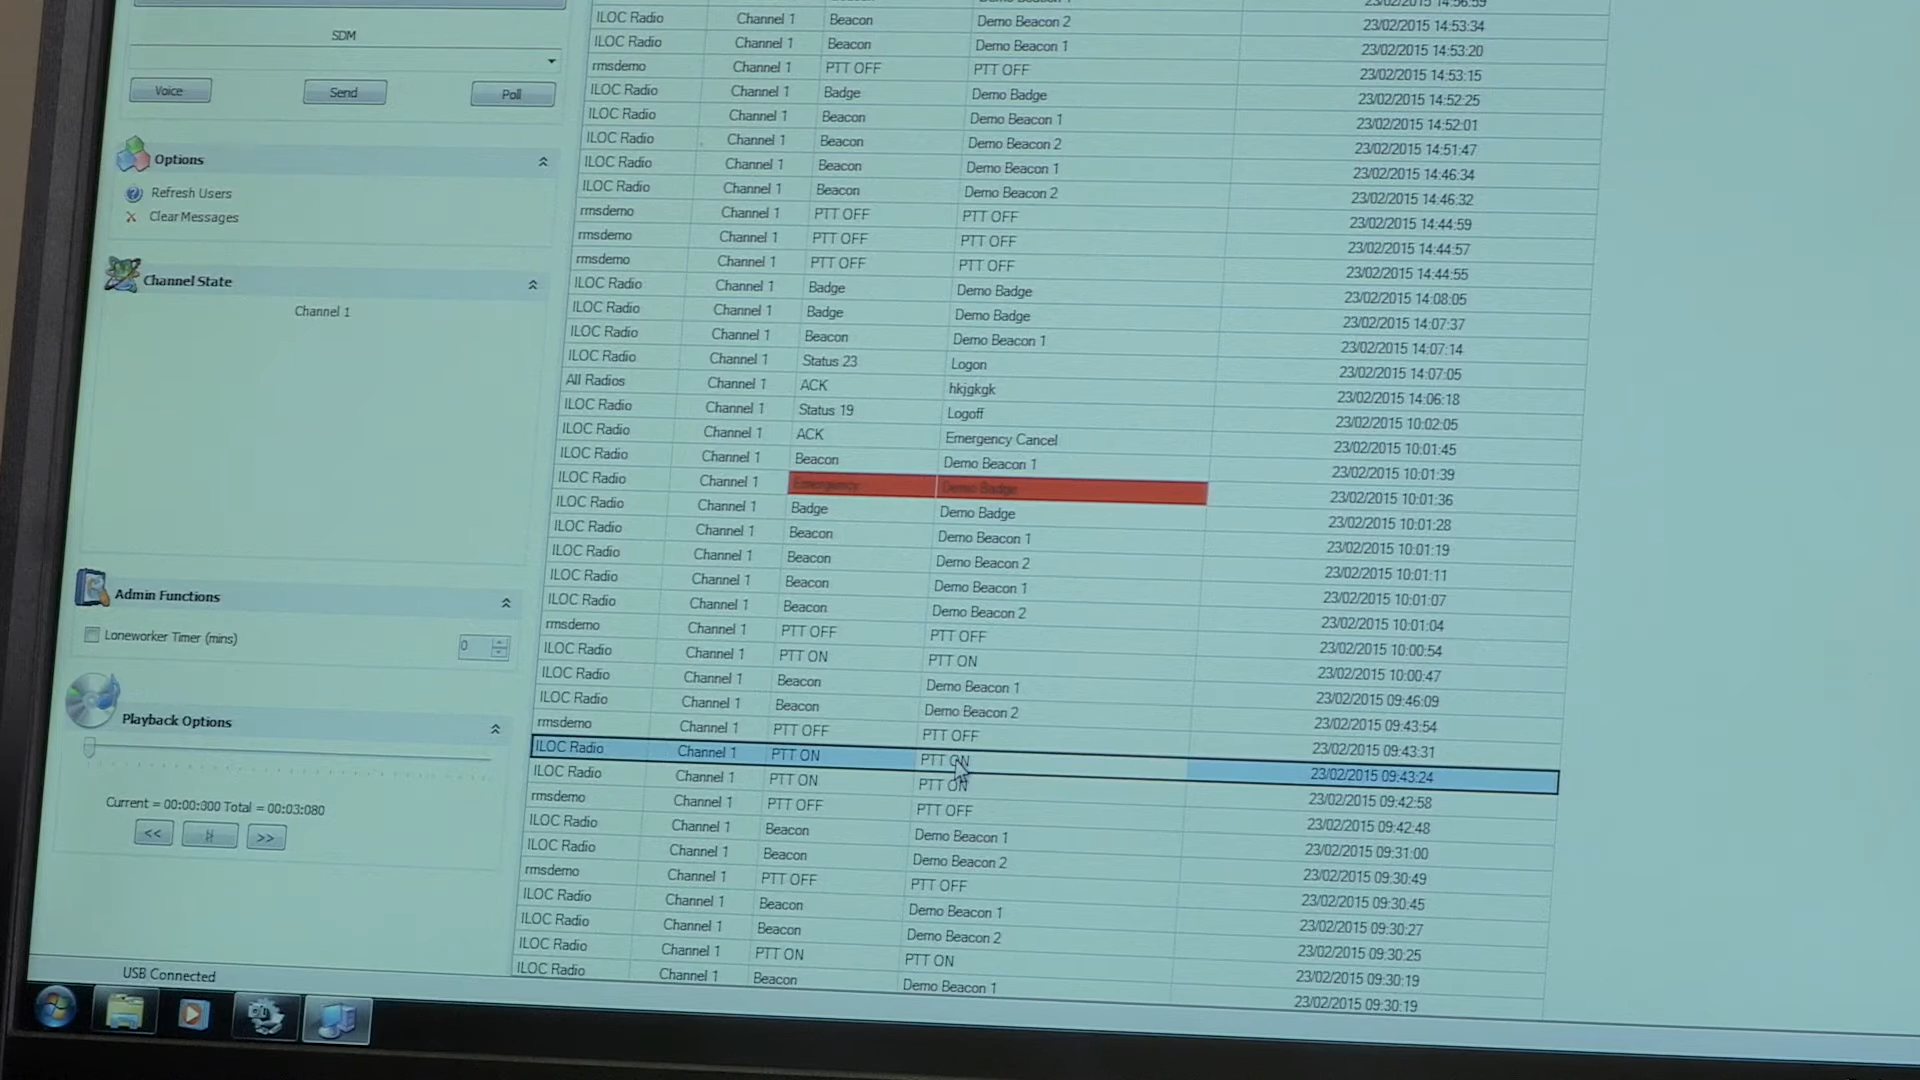 SDM
Voice Send Poll
Options
Refresh Users
Clear Messages
Channel State
Channel 1
Admin Functions
Loneworker Timer (mins) 0
Playback Options
Current = 00:00:300 Total = 00:03:080
<< >>
USB Connected
23/02/2015 14:56:59
ILOC Radio Channel 1 Beacon Demo Beacon 2 23/02/2015 14:53:34
ILOC Radio Channel 1 Beacon Demo Beacon 1 23/02/2015 14:53:20
rmsdemo Channel 1 PTT OFF PTT OFF 23/02/2015 14:53:15
ILOC Radio Channel 1 Badge Demo Badge 23/02/2015 14:52:25
ILOC Radio Channel 1 Beacon Demo Beacon 1 23/02/2015 14:52:01
ILOC Radio Channel 1 Beacon Demo Beacon 2 23/02/2015 14:51:47
ILOC Radio Channel 1 Beacon Demo Beacon 1 23/02/2015 14:46:34
ILOC Radio Channel 1 Beacon Demo Beacon 2 23/02/2015 14:46:32
rmsdemo Channel 1 PTT OFF PTT OFF 23/02/2015 14:44:59
rmsdemo Channel 1 PTT OFF PTT OFF 23/02/2015 14:44:57
rmsdemo Channel 1 PTT OFF PTT OFF 23/02/2015 14:44:55
ILOC Radio Channel 1 Badge Demo Badge 23/02/2015 14:08:05
ILOC Radio Channel 1 Badge Demo Badge 23/02/2015 14:07:37
ILOC Radio Channel 1 Beacon Demo Beacon 1 23/02/2015 14:07:14
ILOC Radio Channel 1 Status 23 Logon 23/02/2015 14:07:05
All Radios Channel 1 ACK hkjgkgk 23/02/2015 14:06:18
ILOC Radio Channel 1 Status 19 Logoff 23/02/2015 10:02:05
ILOC Radio Channel 1 ACK Emergency Cancel 23/02/2015 10:01:45
ILOC Radio Channel 1 Beacon Demo Beacon 1 23/02/2015 10:01:39
ILOC Radio Channel 1 Emergency Demo Badge 23/02/2015 10:01:36
ILOC Radio Channel 1 Badge Demo Badge 23/02/2015 10:01:28
ILOC Radio Channel 1 Beacon Demo Beacon 1 23/02/2015 10:01:19
ILOC Radio Channel 1 Beacon Demo Beacon 2 23/02/2015 10:01:11
ILOC Radio Channel 1 Beacon Demo Beacon 1 23/02/2015 10:01:07
ILOC Radio Channel 1 Beacon Demo Beacon 2 23/02/2015 10:01:04
rmsdemo Channel 1 PTT OFF PTT OFF 23/02/2015 10:00:54
ILOC Radio Channel 1 PTT ON PTT ON 23/02/2015 10:00:47
ILOC Radio Channel 1 Beacon Demo Beacon 1 23/02/2015 09:46:09
ILOC Radio Channel 1 Beacon Demo Beacon 2 23/02/2015 09:43:54
rmsdemo Channel 1 PTT OFF PTT OFF 23/02/2015 09:43:31
ILOC Radio Channel 1 PTT ON PTT ON 23/02/2015 09:43:24
ILOC Radio Channel 1 PTT ON PTT ON 23/02/2015 09:42:58
rmsdemo Channel 1 PTT OFF PTT OFF 23/02/2015 09:42:48
ILOC Radio Channel 1 Beacon Demo Beacon 1 23/02/2015 09:31:00
ILOC Radio Channel 1 Beacon Demo Beacon 2 23/02/2015 09:30:49
rmsdemo Channel 1 PTT OFF PTT OFF 23/02/2015 09:30:45
ILOC Radio Channel 1 Beacon Demo Beacon 1 23/02/2015 09:30:27
ILOC Radio Channel 1 Beacon Demo Beacon 2 23/02/2015 09:30:25
ILOC Radio Channel 1 PTT ON PTT ON 23/02/2015 09:30:19
ILOC Radio Channel 1 Beacon Demo Beacon 1 23/02/2015 09:30:19